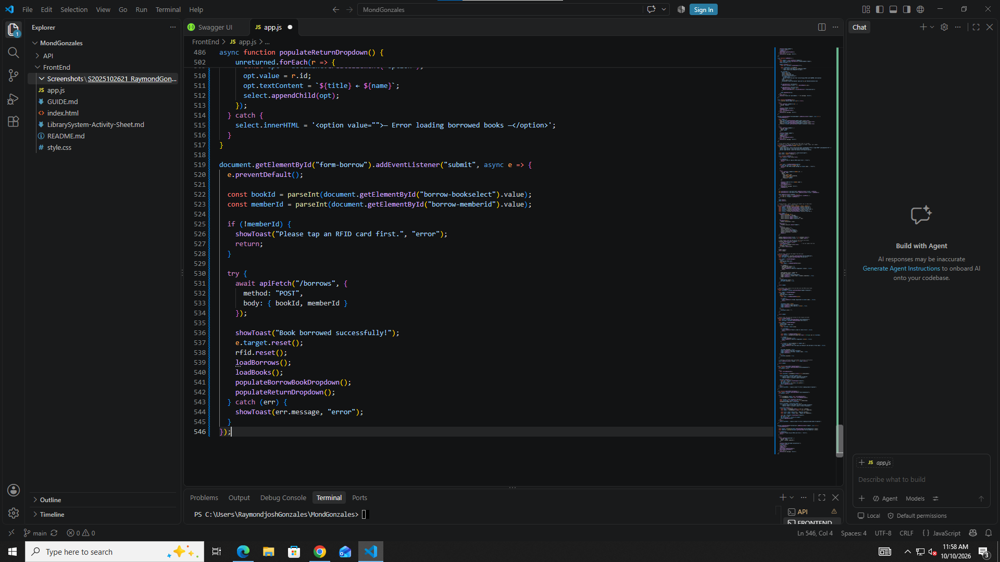 File Edit Selection View Go Run Terminal Help
MondGonzales
Sign In
Explorer
MondGonzales
API
FrontEnd
Screenshots\S2025102621_RaymondGon...
app.js
GUIDE.md
index.html
LibrarySystem-Activity-Sheet.md
README.md
style.css
Outline
Timeline
Swagger UI
JS app.js
FrontEnd > JS app.js > ...
486 async function populateReturnDropdown() {
502 unreturned.forEach(r => {
510 opt.value = r.id;
511 opt.textContent = `${title} ← ${name}`;
512 select.appendChild(opt);
513 });
514 } catch {
515 select.innerHTML = '<option value="">— Error loading borrowed books —</option>';
516 }
517 }
518
519 document.getElementById("form-borrow").addEventListener("submit", async e => {
520 e.preventDefault();
521
522 const bookId = parseInt(document.getElementById("borrow-bookselect").value);
523 const memberId = parseInt(document.getElementById("borrow-memberid").value);
524
525 if (!memberId) {
526 showToast("Please tap an RFID card first.", "error");
527 return;
528 }
529
530 try {
531 await apiFetch("/borrows", {
532 method: "POST",
533 body: { bookId, memberId }
534 });
535
536 showToast("Book borrowed successfully!");
537 e.target.reset();
538 rfid.reset();
539 loadBorrows();
540 loadBooks();
541 populateBorrowBookDropdown();
542 populateReturnDropdown();
543 } catch (err) {
544 showToast(err.message, "error");
545 }
546 });
Problems Output Debug Console Terminal Ports
PS C:\Users\RaymondjoshGonzales\MondGonzales>
API
FRONTEND
Chat
Build with Agent
AI responses may be inaccurate
Generate Agent Instructions to onboard AI
onto your codebase.
JS app.js
Describe what to build
Agent Models
Local Default permissions
main 0 0
Ln 546, Col 4 Spaces: 4 UTF-8 CRLF {} JavaScript
Type here to search
11:58 AM
10/10/2026
3